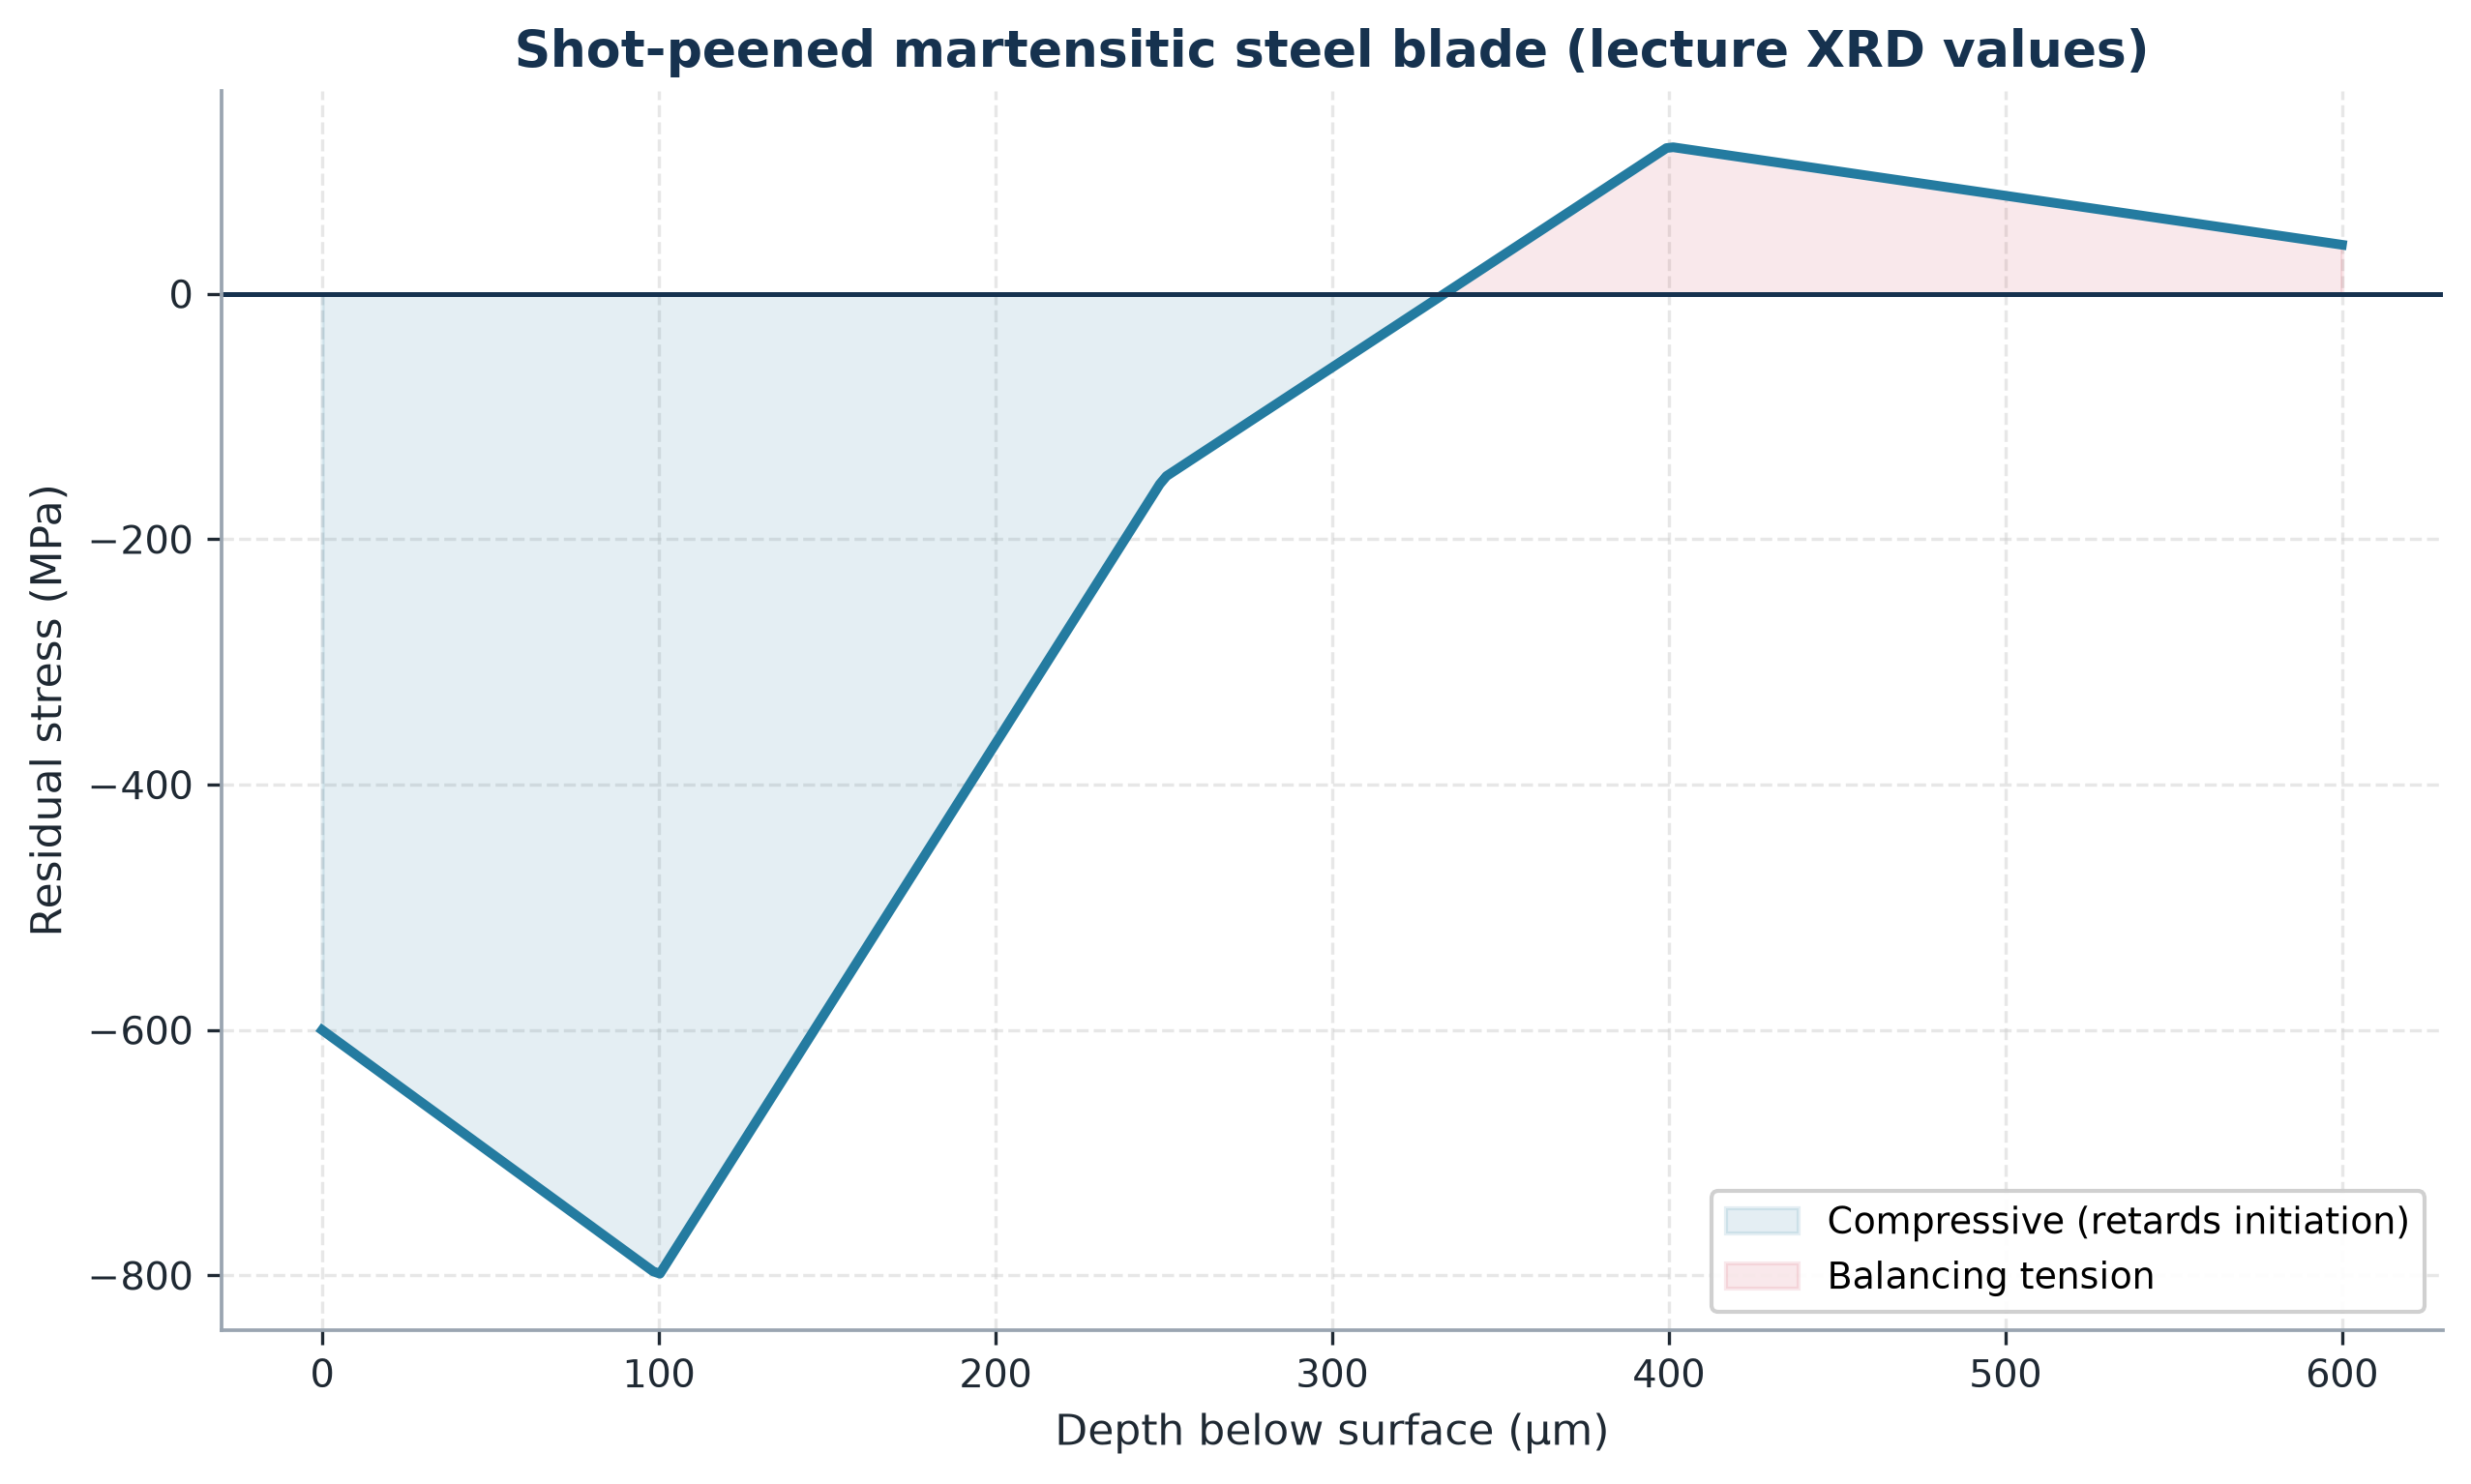 Shot-peened martensitic steel blade (lecture XRD values)
Residual stress (MPa)
0
−200
−400
−600
−800
0 100 200 300 400 500 600
Depth below surface (μm)
Compressive (retards initiation)
Balancing tension